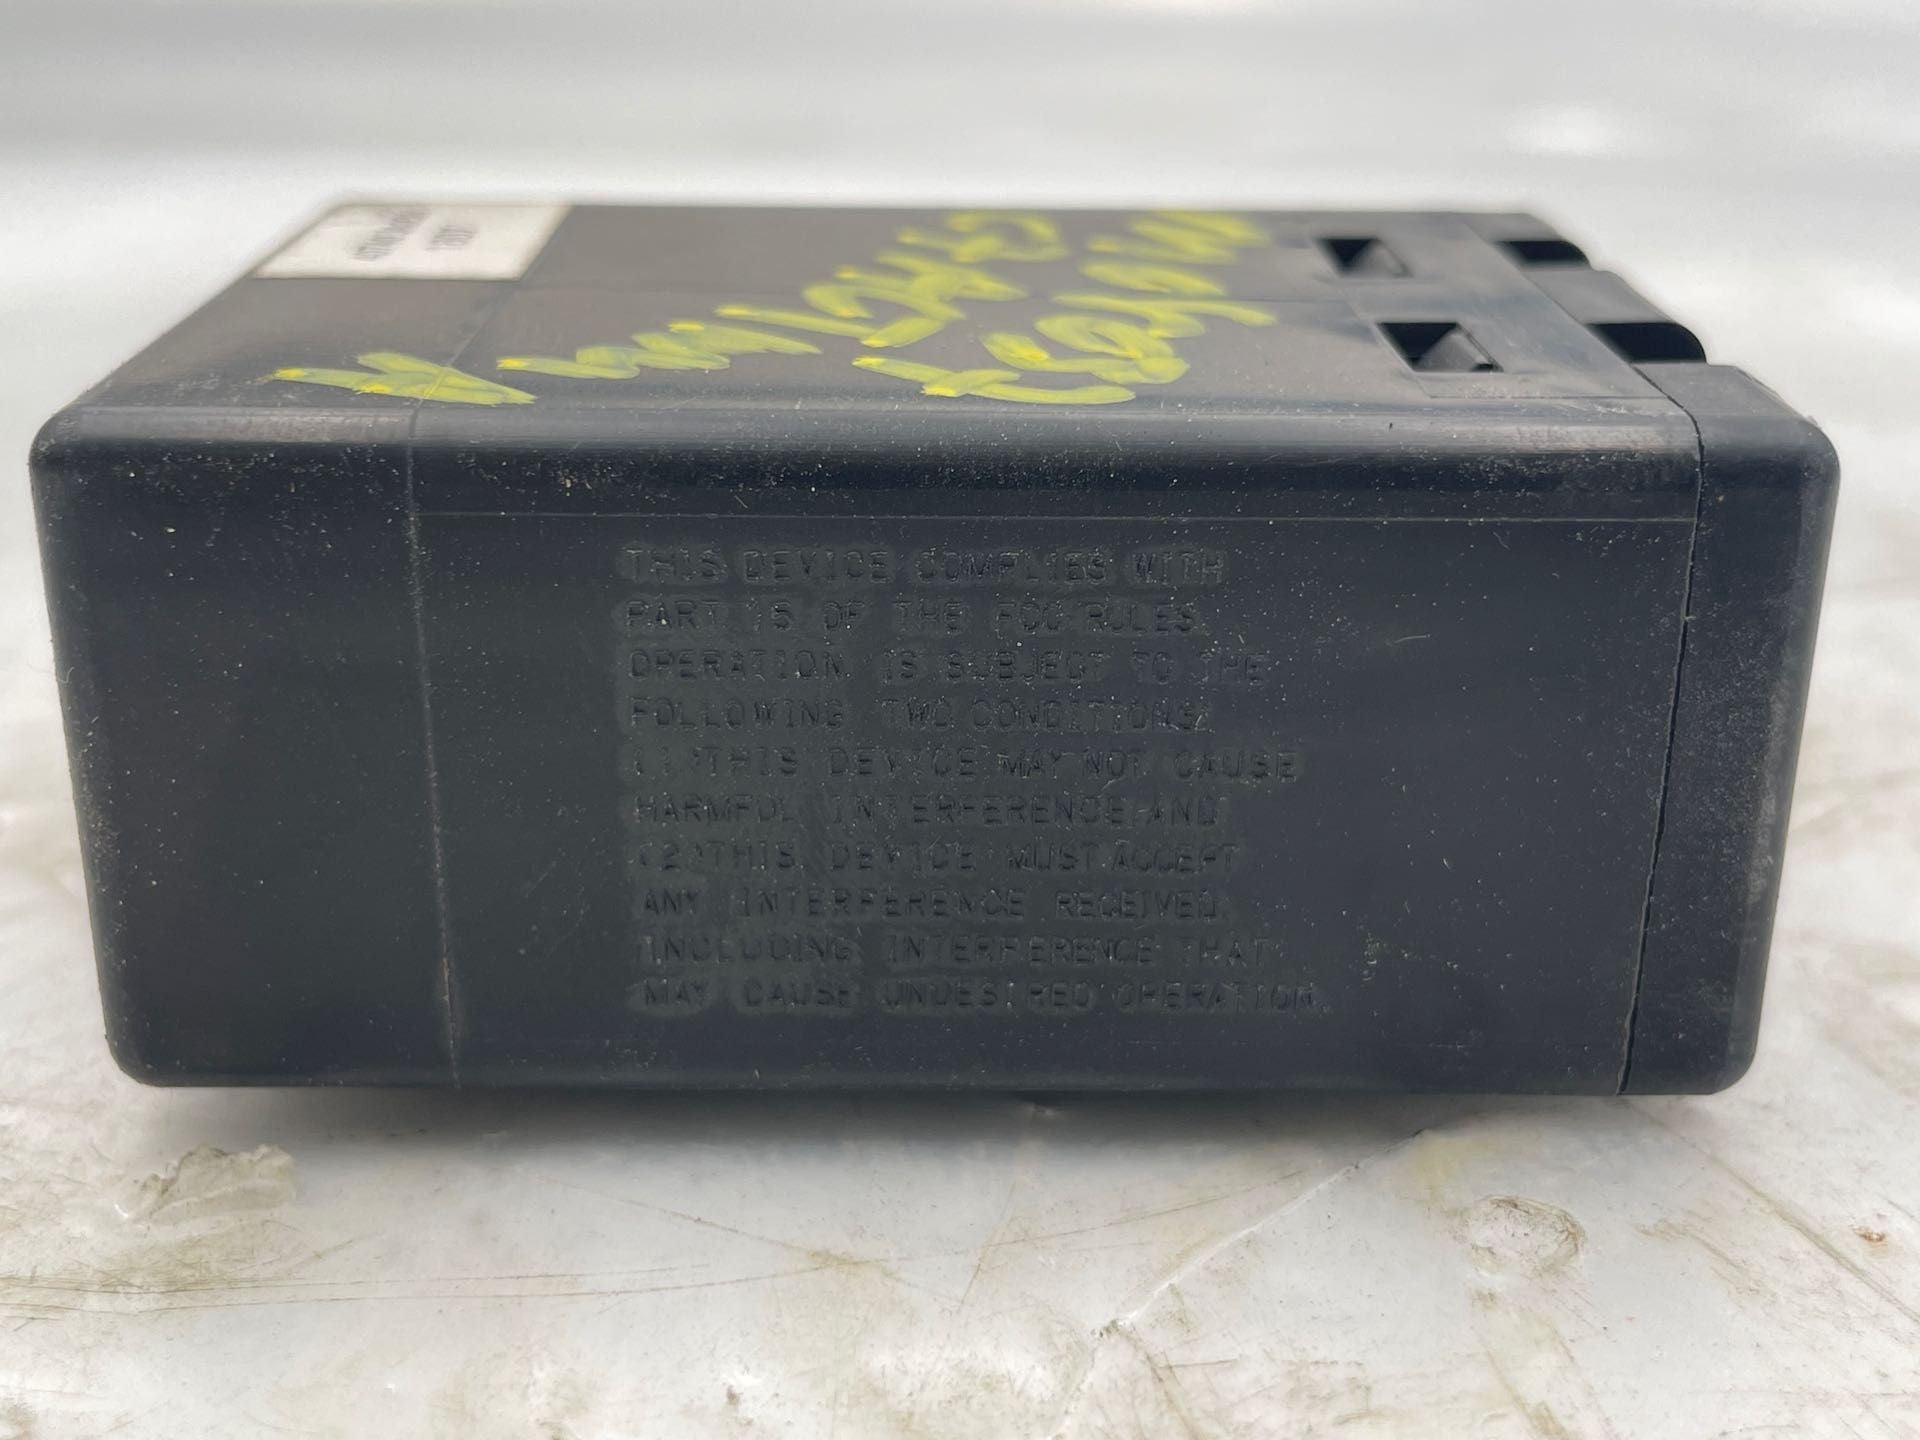 THIS DEVICE COMPLIES WITH
PART 15 OF THE FCC RULES.
OPERATION IS SUBJECT TO THE
FOLLOWING TWO CONDITIONS:
(1)THIS DEVICE MAY NOT CAUSE
HARMFUL INTERFERENCE AND
(2)THIS DEVICE MUST ACCEPT
ANY INTERFERENCE RECEIVED,
INCLUDING INTERFERENCE THAT
MAY CAUSE UNDESIRED OPERATION.